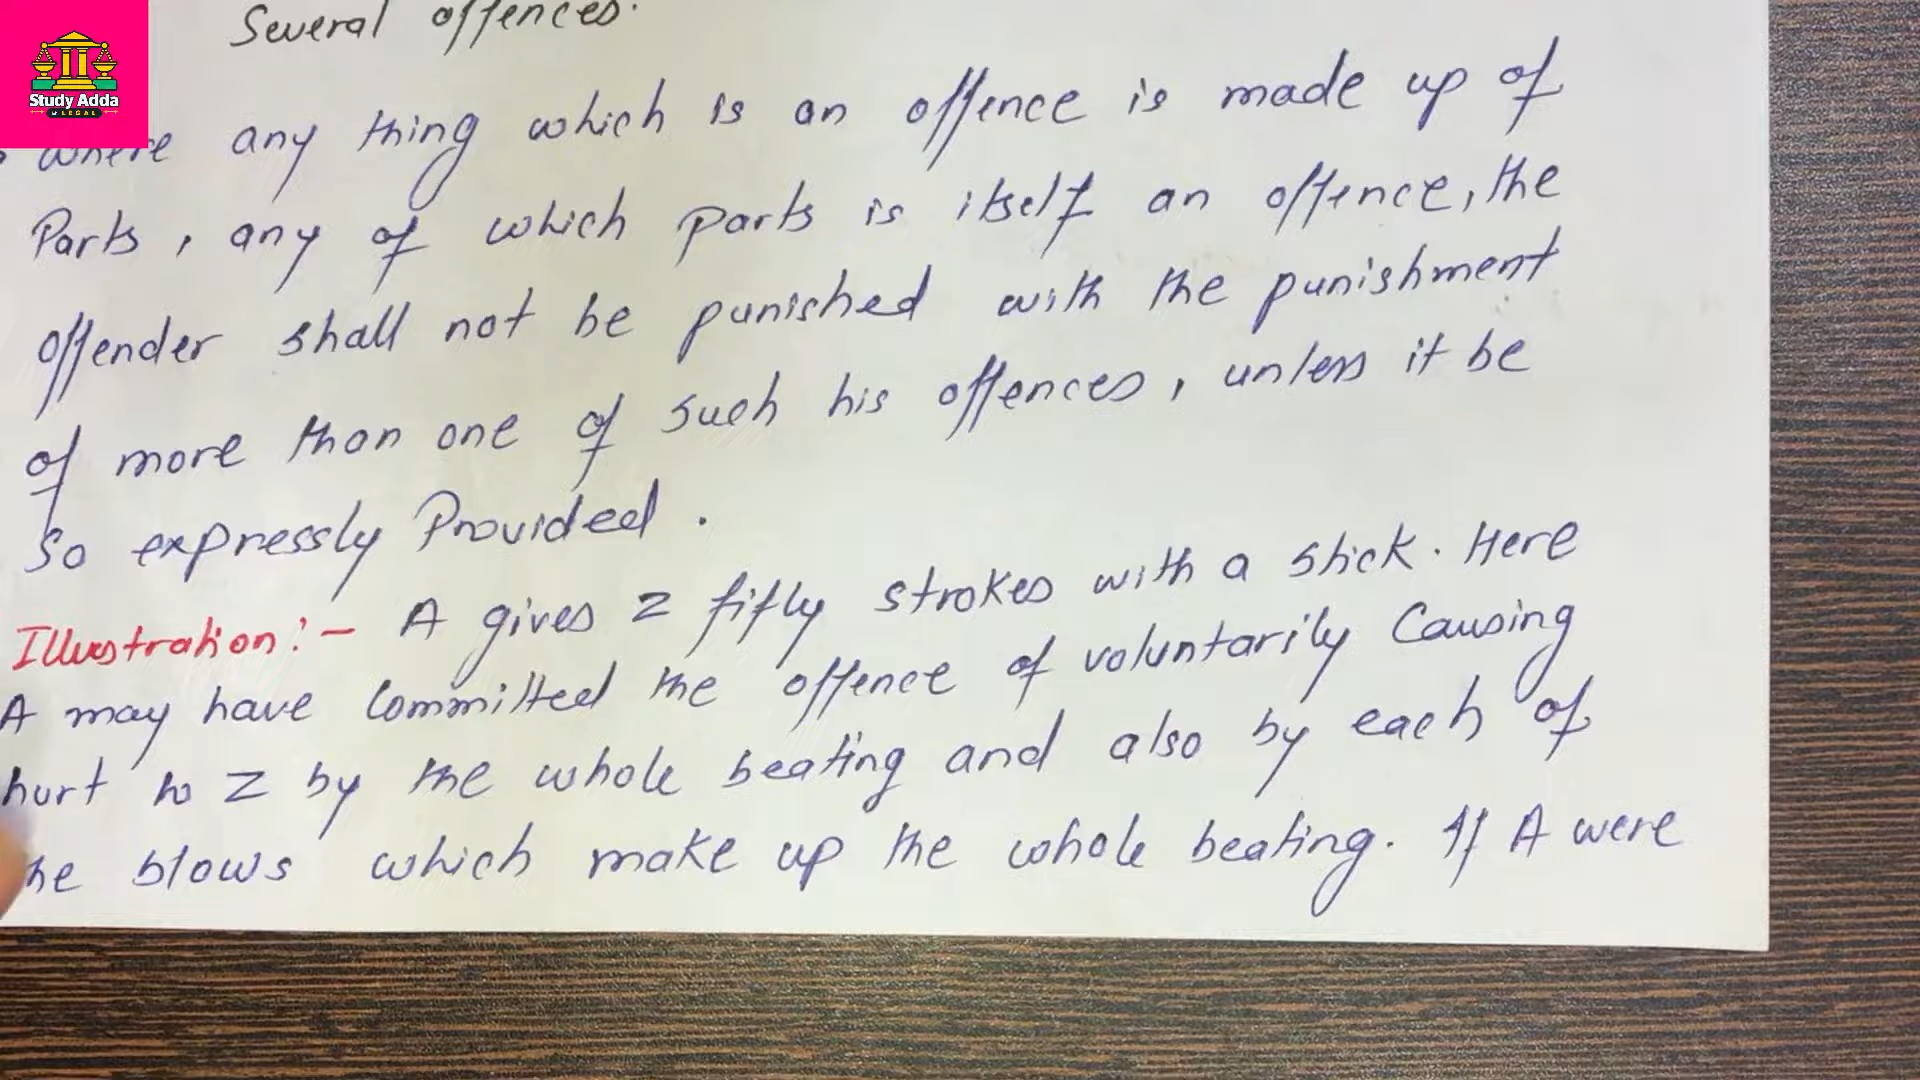 Several offences.
Study Adda
LEGAL
where any thing which is an offence is made up of
Parts, any of which parts is itself an offence, the
offender shall not be punished with the punishment
of more than one of such his offences, unless it be
So expressly Provided.
Illustration:- A gives Z fifty strokes with a stick. Here
A may have Committed the offence of voluntarily Causing
hurt to Z by the whole beating and also by each of
he blows which make up the whole beating. If A were